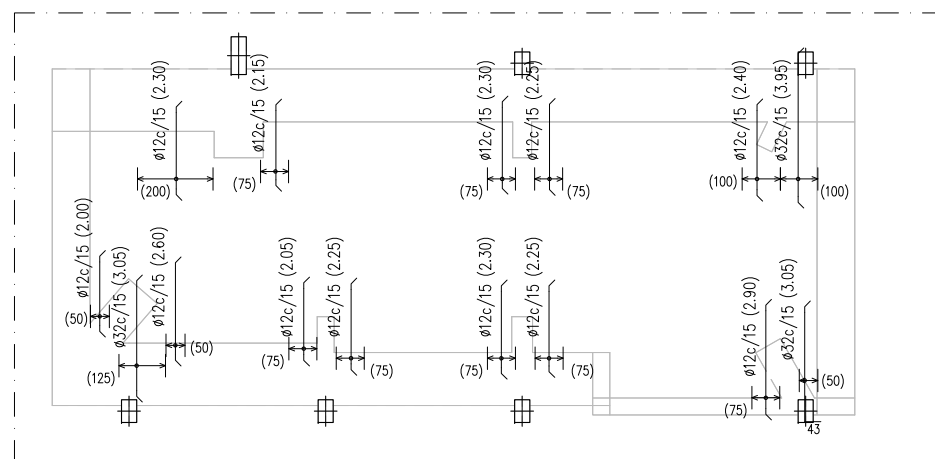 ø12c/15 (2.30)
(200)
ø12c/15 (2.15)
(75)
ø12c/15 (2.30)
(75)
ø12c/15 (2.25)
(75)
ø12c/15 (2.40)
(100)
ø32c/15 (3.95)
(100)
ø12c/15 (2.00)
(50)
ø32c/15 (3.05)
(125)
ø12c/15 (2.60)
(50)
ø12c/15 (2.05)
(75)
ø12c/15 (2.25)
(75)
ø12c/15 (2.30)
(75)
ø12c/15 (2.25)
(75)
ø12c/15 (2.90)
(75)
ø32c/15 (3.05)
(50)
43